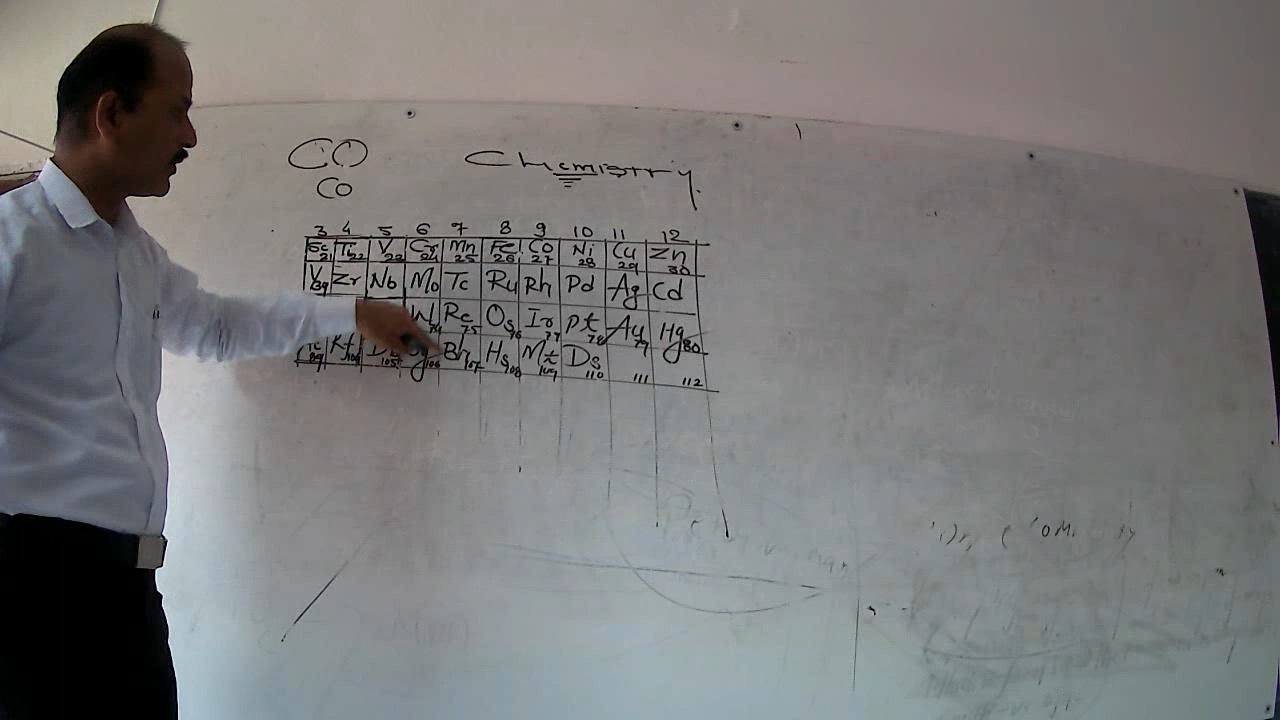 CO Chemistry
Co
3 4 5 6 7 8 9 10 11 12
Sc 21 Ti 22 V 23 Cr 24 Mn 25 Fe 26 Co 27 Ni 28 Cu 29 Zn 30
Y 39 Zr Nb Mo Tc Ru Rh Pd Ag Cd
W 74 Re 75 Os 76 Ir 77 Pt 78 Au 79 Hg 80
89 Rf 104 105 106 Bh 107 Hs 108 Mt 109 Ds 110 111 112